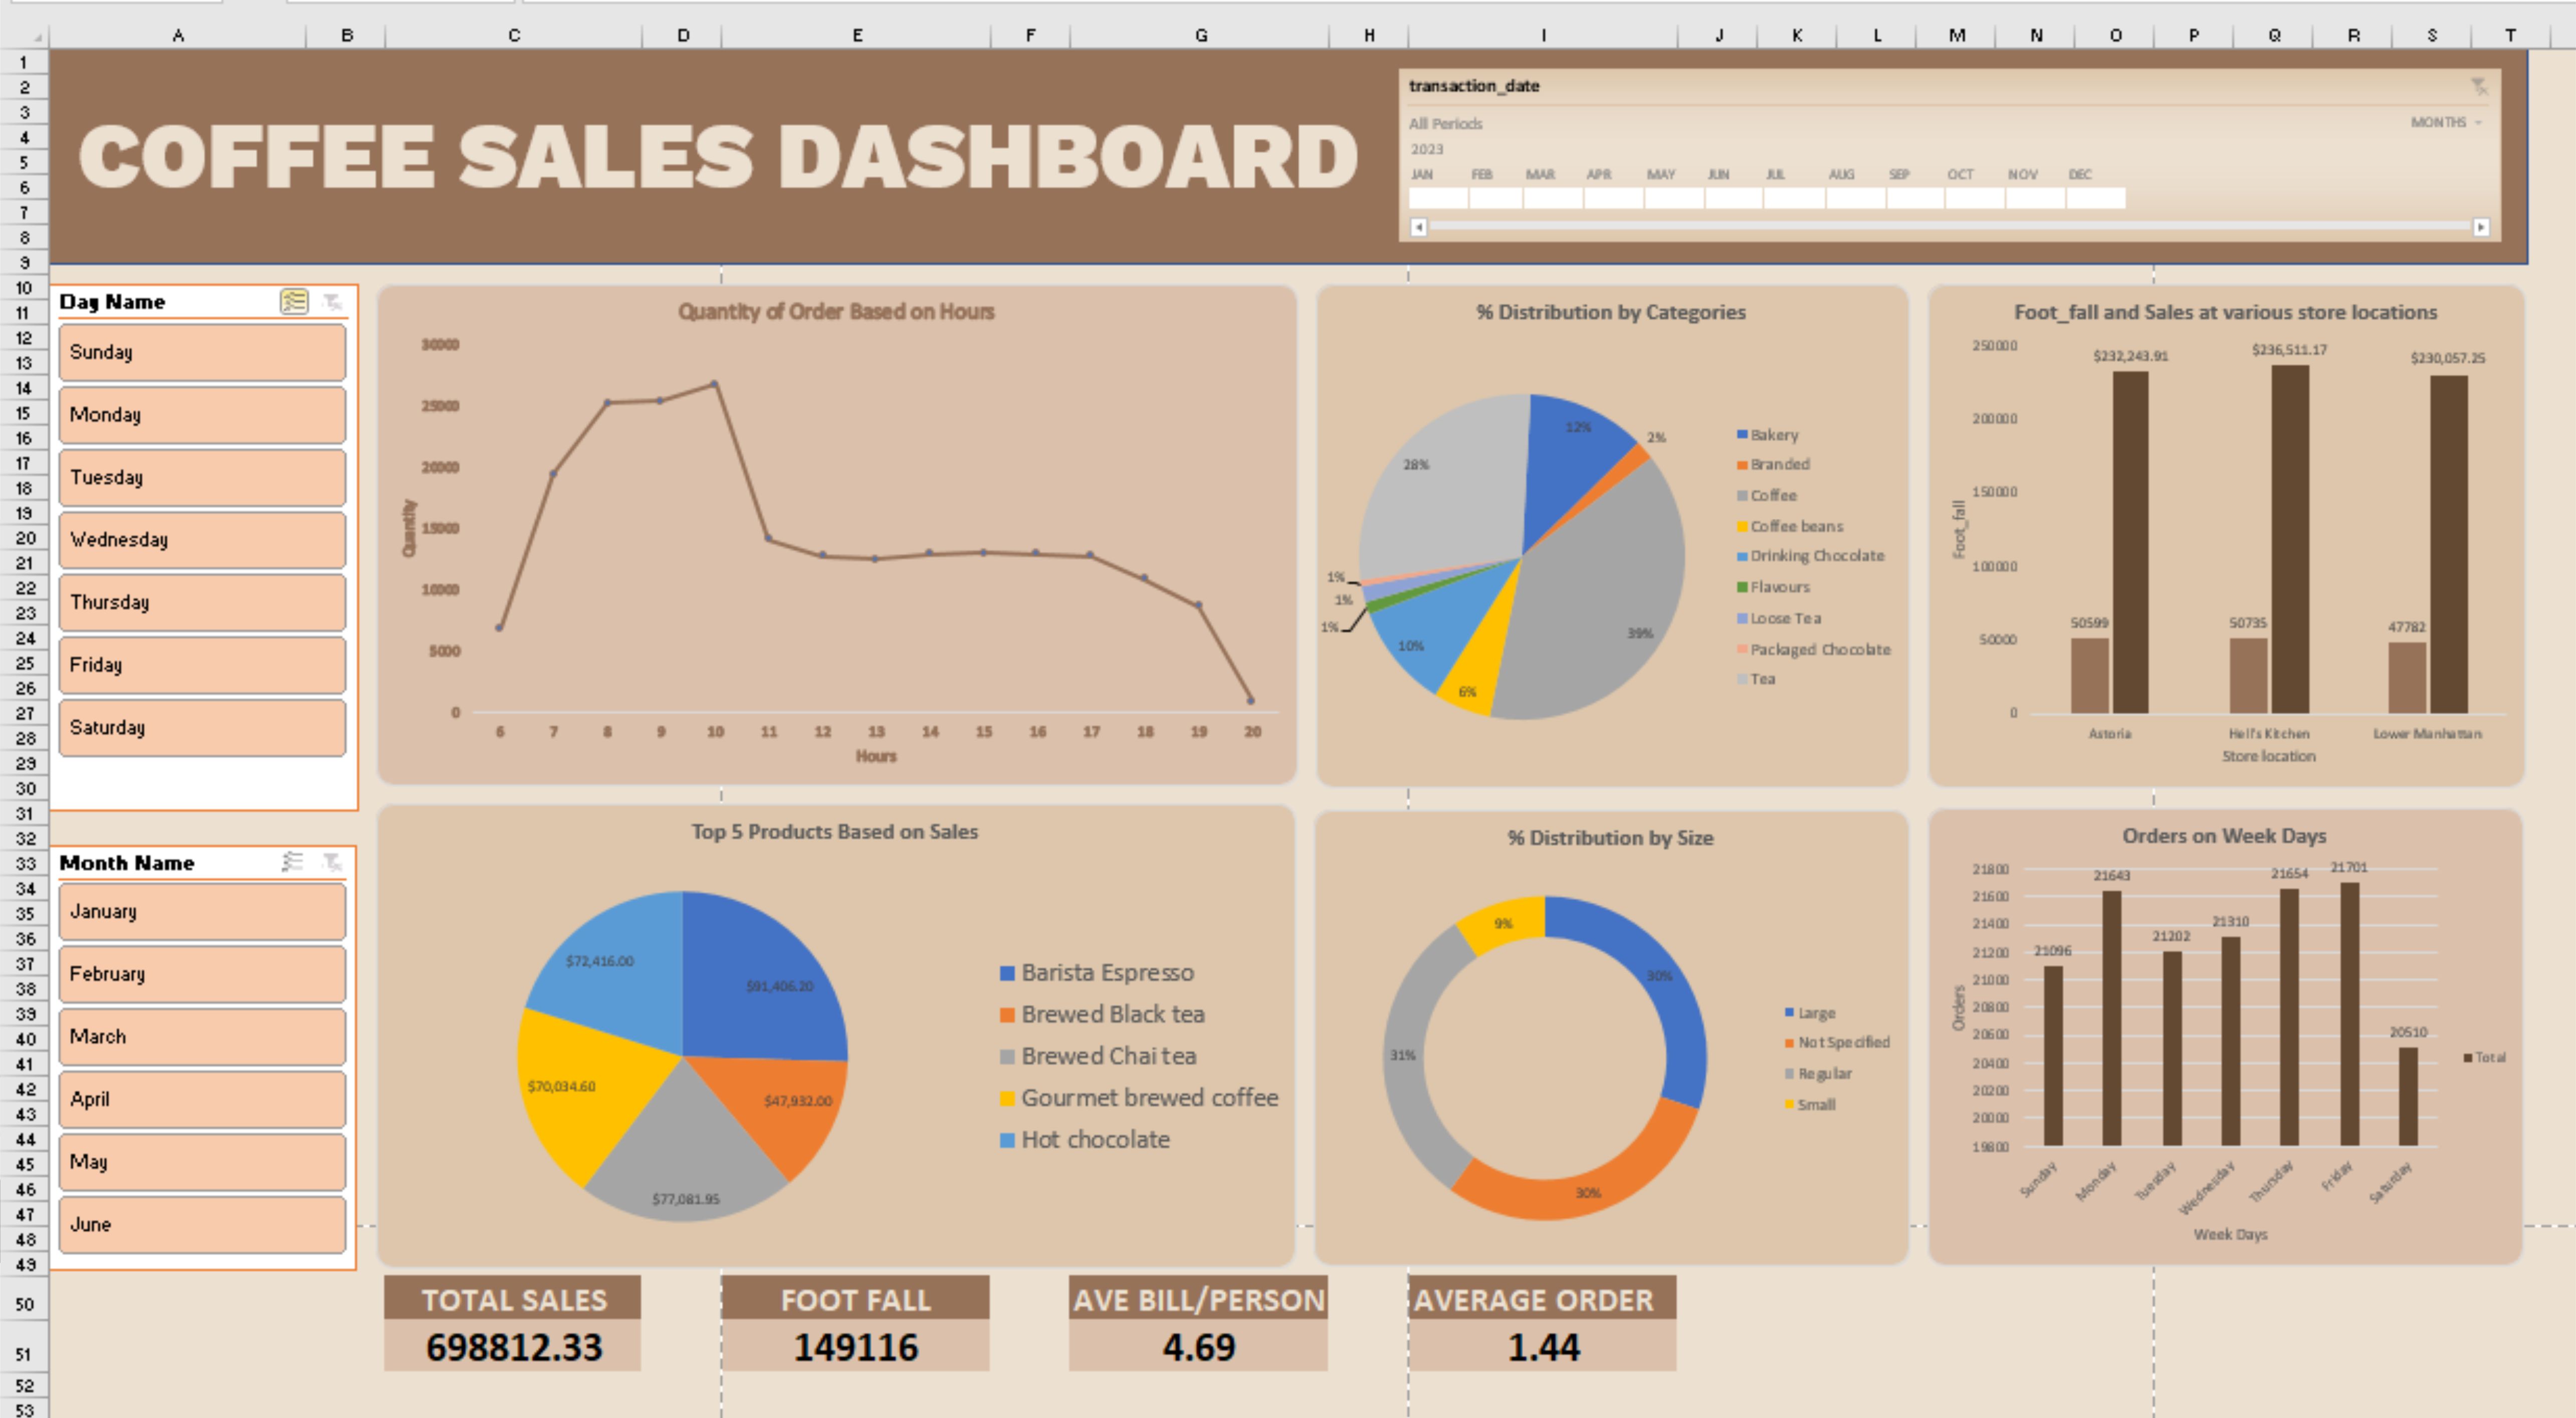 A B C D E F G H I J K L M N O P Q R S T
1
2
3
4
5
6
7
8
9
10
11
12
13
14
15
16
17
18
19
20
21
22
23
24
25
26
27
28
29
30
31
32
33
34
35
36
37
38
39
40
41
42
43
44
45
46
47
48
49
50
51
52
53
COFFEE SALES DASHBOARD
transaction_date
All Periods
MONTHS
2023
JAN FEB MAR APR MAY JUN JUL AUG SEP OCT NOV DEC
Day Name
Sunday
Monday
Tuesday
Wednesday
Thursday
Friday
Saturday
Month Name
January
February
March
April
May
June
Quantity of Order Based on Hours
30000
25000
20000
15000
10000
5000
0
Quantity
6 7 8 9 10 11 12 13 14 15 16 17 18 19 20
Hours
% Distribution by Categories
12%
2%
28%
39%
1%
1%
1%
10%
6%
Bakery
Branded
Coffee
Coffee beans
Drinking Chocolate
Flavours
Loose Tea
Packaged Chocolate
Tea
Foot_fall and Sales at various store locations
250000
200000
150000
100000
50000
0
Foot_fall
$232,243.91 $236,511.17 $230,057.25
50599 50735 47782
Astoria Hell's Kitchen Lower Manhattan
Store location
Top 5 Products Based on Sales
$72,416.00
$91,406.20
$70,034.60
$47,932.00
$77,081.95
Barista Espresso
Brewed Black tea
Brewed Chai tea
Gourmet brewed coffee
Hot chocolate
% Distribution by Size
9%
30%
31%
30%
Large
Not Specified
Regular
Small
Orders on Week Days
21800
21600
21400
21200
21000
20800
20600
20400
20200
20000
19800
Orders
21096 21643 21202 21310 21654 21701 20510
Total
Sunday Monday Tuesday Wednesday Thursday Friday Saturday
Week Days
TOTAL SALES
698812.33
FOOT FALL
149116
AVE BILL/PERSON
4.69
AVERAGE ORDER
1.44